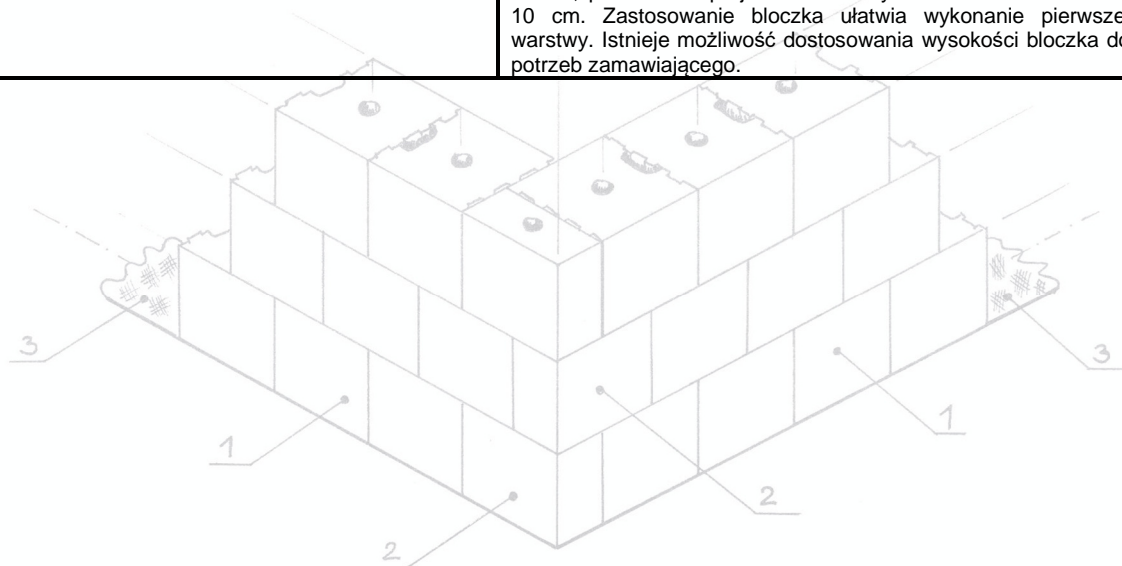 10 cm. Zastosowanie bloczka ułatwia wykonanie pierwsze
warstwy. Istnieje możliwość dostosowania wysokości bloczka do
potrzeb zamawiającego.
3
3
1
1
2
2